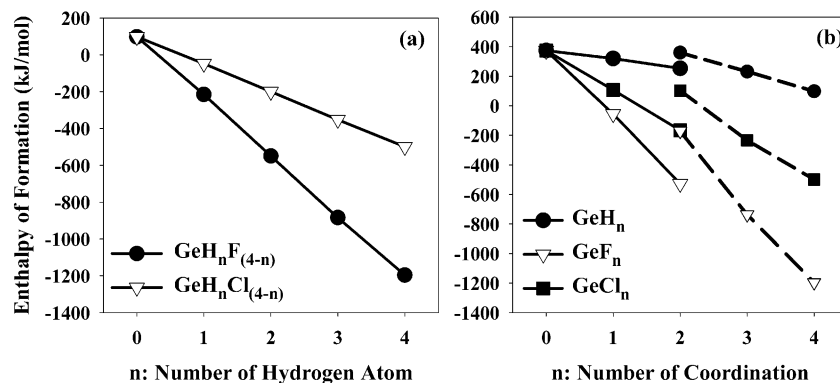 Enthalpy of Formation (kJ/mol)
200
0
-200
-400
-600
-800
-1000
-1200
-1400
(a)
GeHnF(4-n)
GeHnCl(4-n)
0 1 2 3 4
n: Number of Hydrogen Atom
600
400
200
0
-200
-400
-600
-800
-1000
-1200
-1400
(b)
GeHn
GeFn
GeCln
0 1 2 3 4
n: Number of Coordination